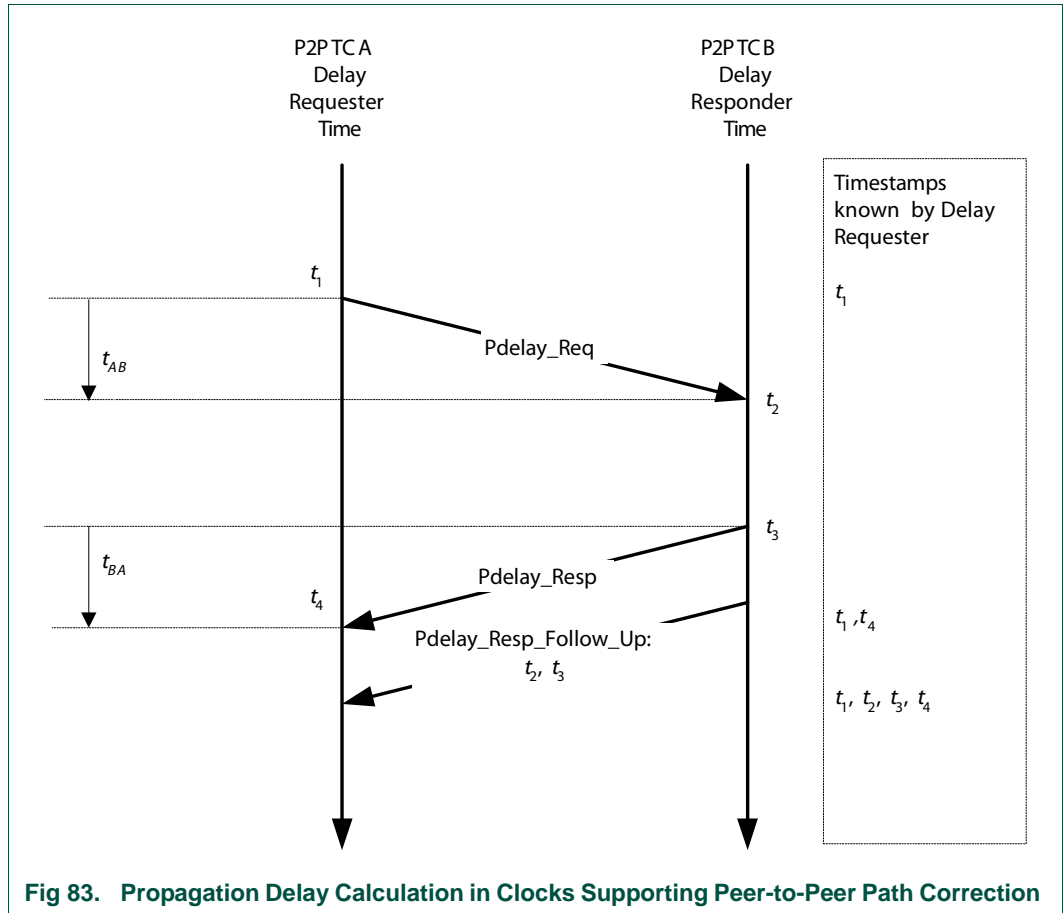 P2P TC A
Delay
Requester
Time
P2P TC B
Delay
Responder
Time
Timestamps
known by Delay
Requester
t1
t1
tAB
Pdelay_Req
t2
t3
tBA
Pdelay_Resp
t4
t1 ,t4
Pdelay_Resp_Follow_Up:
t2, t3
t1, t2, t3, t4
Fig 83. Propagation Delay Calculation in Clocks Supporting Peer-to-Peer Path Correction